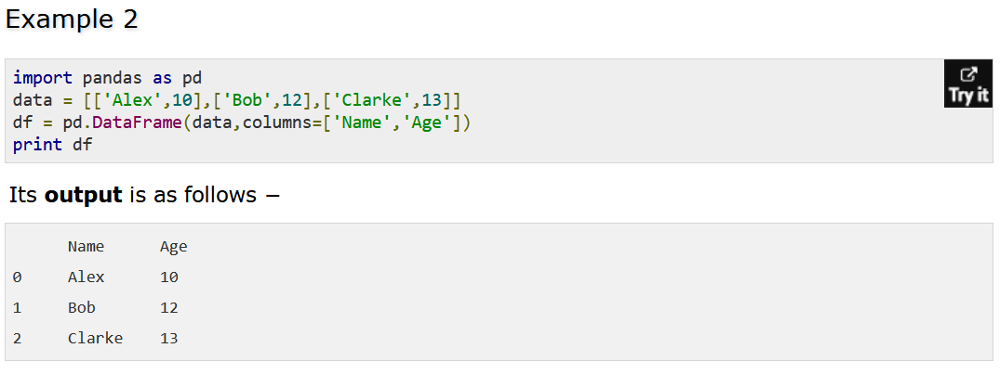 Example 2
import pandas as pd
Try it
data = [['Alex',10],['Bob',12],['Clarke',13]]
df = pd.DataFrame(data,columns=['Name','Age'])
print df
Its output is as follows −
Name Age
0 Alex 10
1 Bob 12
2 Clarke 13